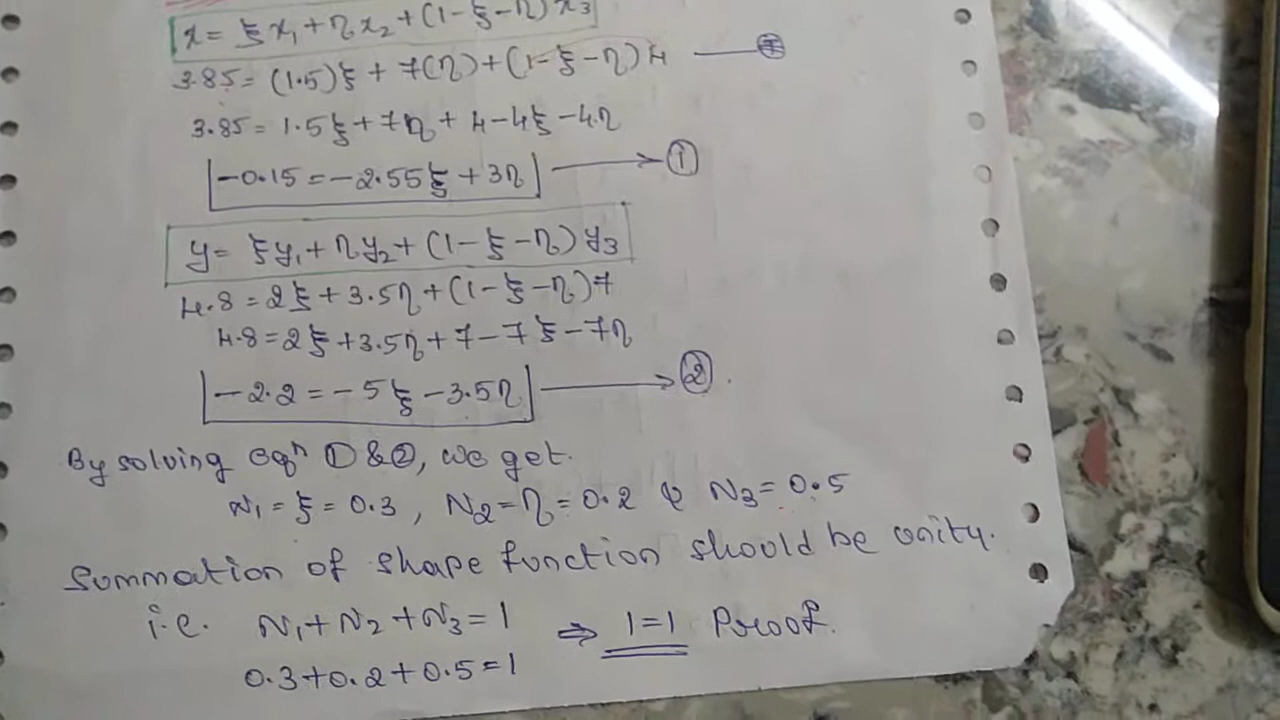 x = ξx₁ + ηx₂ + (1-ξ-η)x₃
3.85 = (1.5)ξ + 7(η) + (1-ξ-η)4
3.85 = 1.5ξ + 7η + 4 - 4ξ - 4η
-0.15 = -2.55ξ + 3η → ①
y = ξy₁ + ηy₂ + (1-ξ-η)y₃
4.8 = 2ξ + 3.5η + (1-ξ-η)7
4.8 = 2ξ + 3.5η + 7 - 7ξ - 7η
-2.2 = -5ξ - 3.5η → ②.
By solving eqⁿ ① & ②, we get.
N₁ = ξ = 0.3, N₂ = η = 0.2 & N₃ = 0.5
Summation of shape function should be unity.
i.e. N₁ + N₂ + N₃ = 1 ⇒ 1=1 Proof.
0.3+0.2+0.5=1